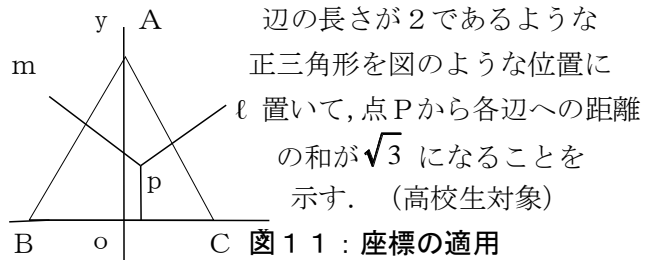 y A
m
ℓ
p
B o C
辺の長さが２であるような
正三角形を図のような位置に
置いて,点Ｐから各辺への距離
の和が√3 になることを
示す．（高校生対象）
図１１：座標の適用